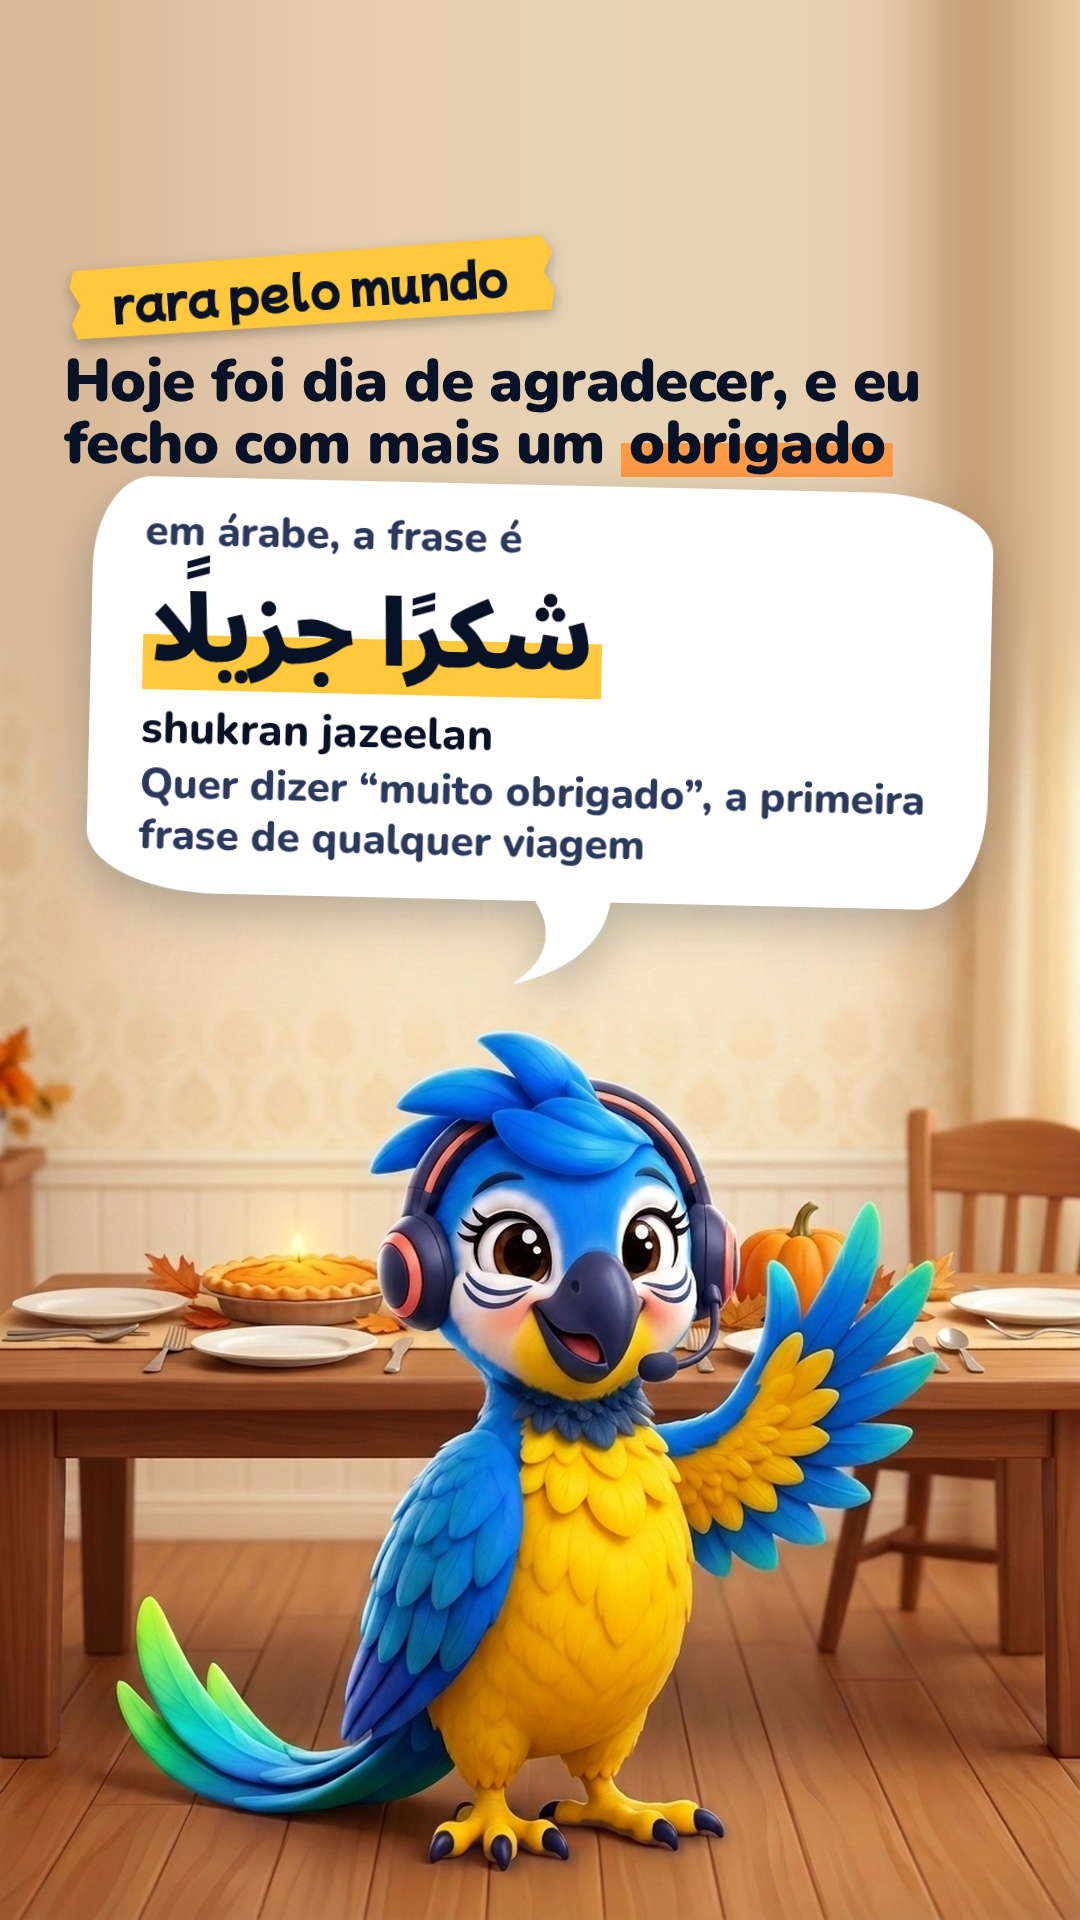 rara pelo mundo
Hoje foi dia de agradecer, e eu
fecho com mais um obrigado
em árabe, a frase é
شكرًا جزيلًا
shukran jazeelan
Quer dizer “muito obrigado”, a primeira
frase de qualquer viagem